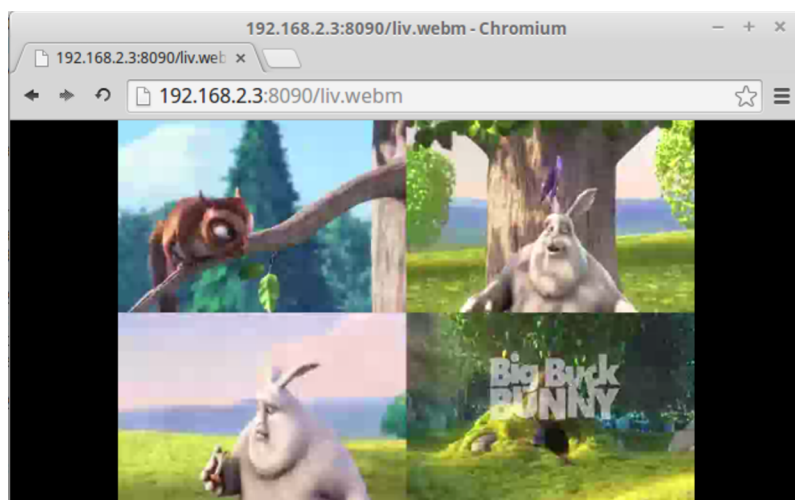 192.168.2.3:8090/liv.webm - Chromium
192.168.2.3:8090/liv.web
192.168.2.3:8090/liv.webm
Big Buck
BUNNY